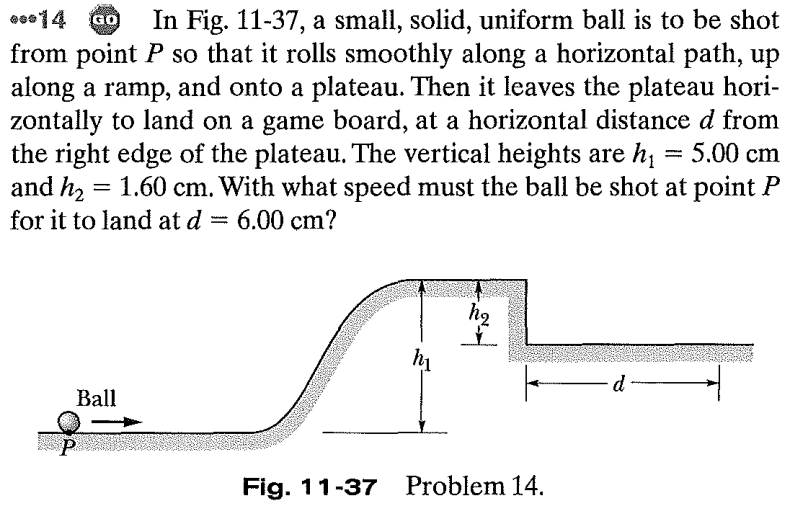 •••14 GO In Fig. 11-37, a small, solid, uniform ball is to be shot
from point P so that it rolls smoothly along a horizontal path, up
along a ramp, and onto a plateau. Then it leaves the plateau hori-
zontally to land on a game board, at a horizontal distance d from
the right edge of the plateau. The vertical heights are h₁ = 5.00 cm
and h₂ = 1.60 cm. With what speed must the ball be shot at point P
for it to land at d = 6.00 cm?
h₂
h₁
d
Ball
P
Fig. 11-37 Problem 14.